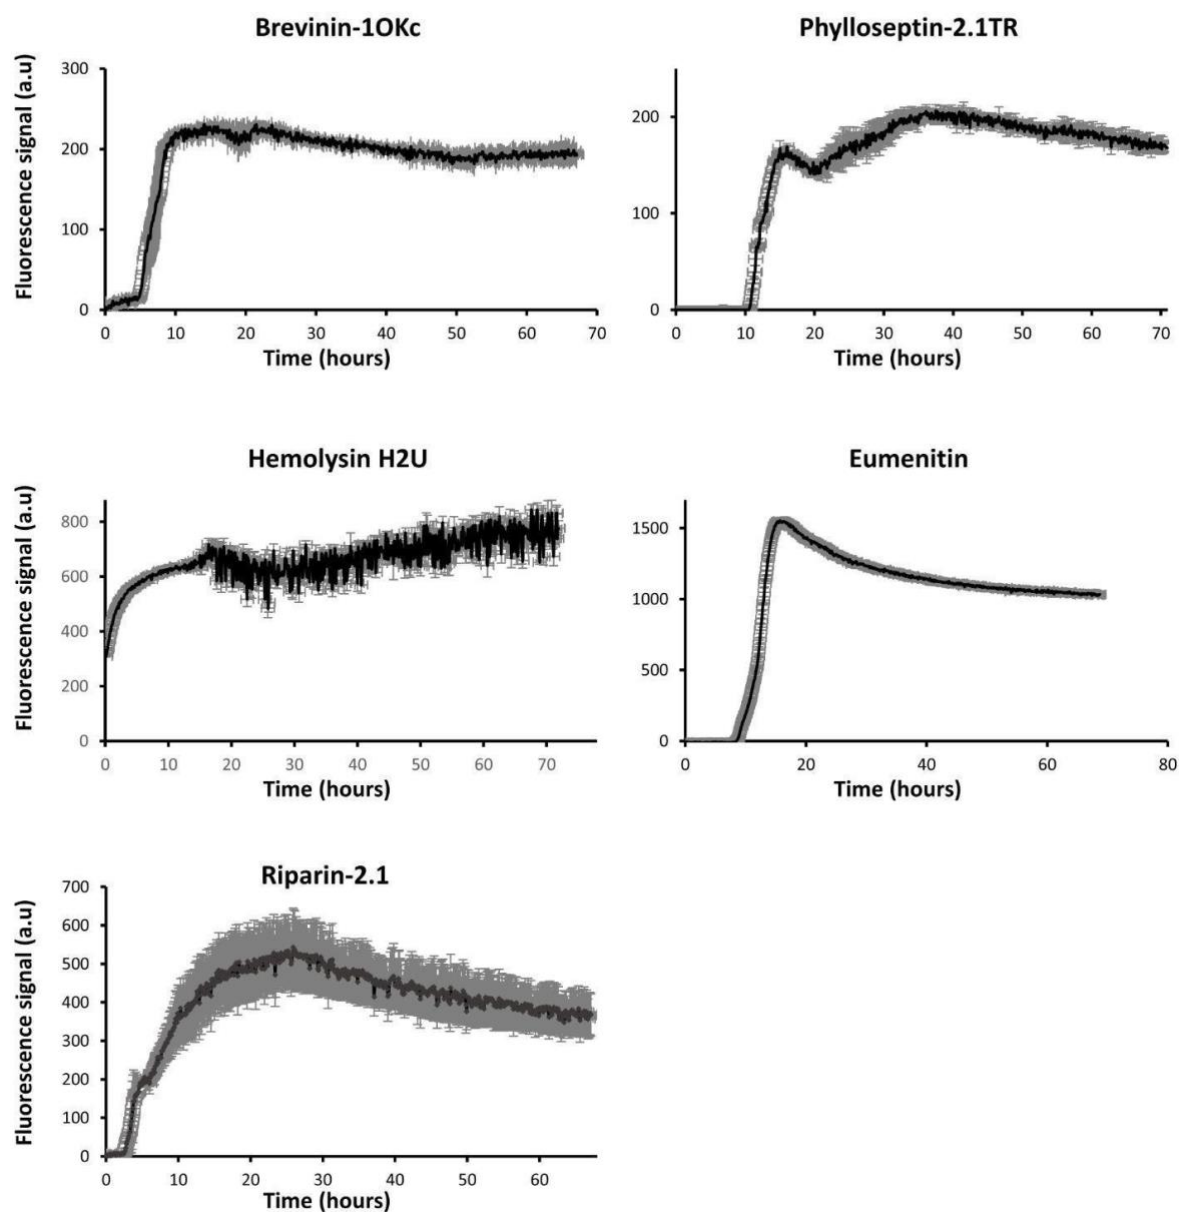 Brevinin-1OKc
Fluorescence signal (a.u)
300
200
100
0
0 10 20 30 40 50 60 70
Time (hours)
Phylloseptin-2.1TR
200
100
0
0 10 20 30 40 50 60 70
Time (hours)
Hemolysin H2U
Fluorescence signal (a.u)
800
600
400
200
0
0 10 20 30 40 50 60 70
Time (hours)
Eumenitin
1500
1000
500
0
0 20 40 60 80
Time (hours)
Riparin-2.1
Fluorescence signal (a.u)
700
600
500
400
300
200
100
0
0 10 20 30 40 50 60
Time (hours)